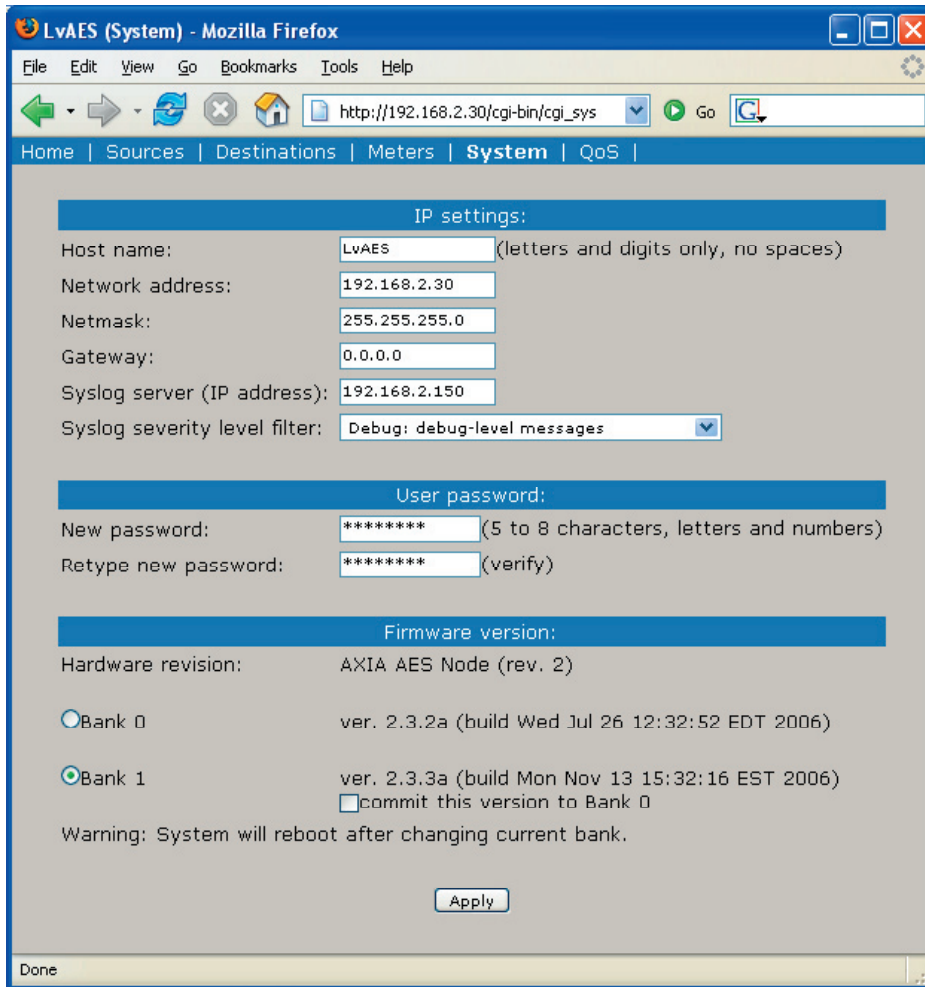 LvAES (System) - Mozilla Firefox
File Edit View Go Bookmarks Tools Help
http://192.168.2.30/cgi-bin/cgi_sys Go G
Home | Sources | Destinations | Meters | System | QoS |
IP settings:
Host name: LvAES (letters and digits only, no spaces)
Network address: 192.168.2.30
Netmask: 255.255.255.0
Gateway: 0.0.0.0
Syslog server (IP address): 192.168.2.150
Syslog severity level filter: Debug: debug-level messages
User password:
New password: ******** (5 to 8 characters, letters and numbers)
Retype new password: ******** (verify)
Firmware version:
Hardware revision: AXIA AES Node (rev. 2)
Bank 0 ver. 2.3.2a (build Wed Jul 26 12:32:52 EDT 2006)
Bank 1 ver. 2.3.3a (build Mon Nov 13 15:32:16 EST 2006)
commit this version to Bank 0
Warning: System will reboot after changing current bank.
Apply
Done